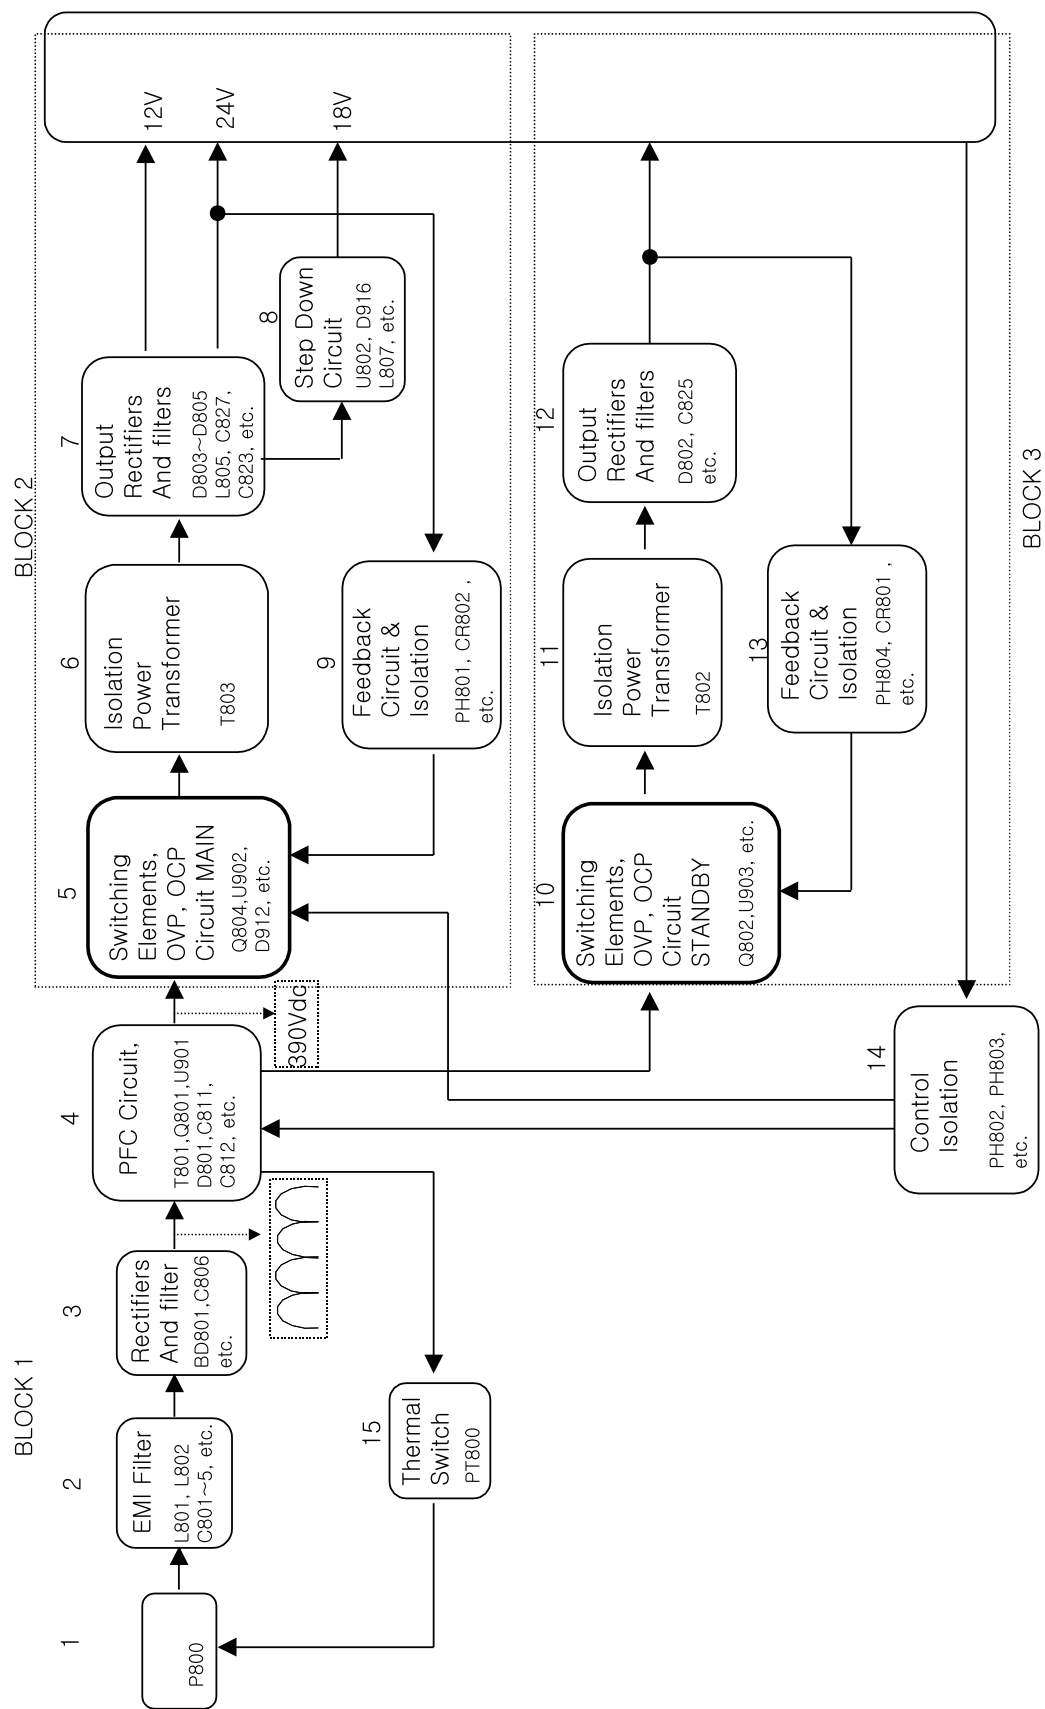 BLOCK 1
1
P800
2
EMI Filter
L801, L802
C801~5, etc.
3
Rectifiers
And filter
BD801,C806
etc.
4
PFC Circuit,
T801,Q801,U901
D801,C811,
C812, etc.
390Vdc
15
Thermal
Switch
PT800
BLOCK 2
5
Switching
Elements,
OVP, OCP
Circuit MAIN
Q804,U902,
D912, etc.
6
Isolation
Power
Transformer
T803
7
Output
Rectifiers
And filters
D803~D805
L805, C827,
C823, etc.
8
Step Down
Circuit
U802, D916
L807, etc.
9
Feedback
Circuit &
Isolation
PH801, CR802 ,
etc.
12V
24V
18V
10
Switching
Elements,
OVP, OCP
Circuit
STANDBY
Q802,U903, etc.
11
Isolation
Power
Transformer
T802
12
Output
Rectifiers
And filters
D802, C825
etc.
13
Feedback
Circuit &
Isolation
PH804, CR801 ,
etc.
BLOCK 3
14
Control
Isolation
PH802, PH803,
etc.